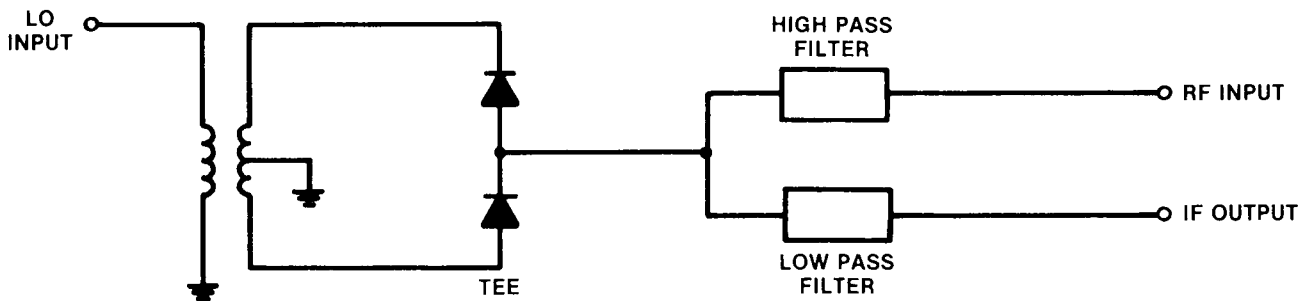 LO
INPUT
HIGH PASS
FILTER
RF INPUT
IF OUTPUT
LOW PASS
FILTER
TEE